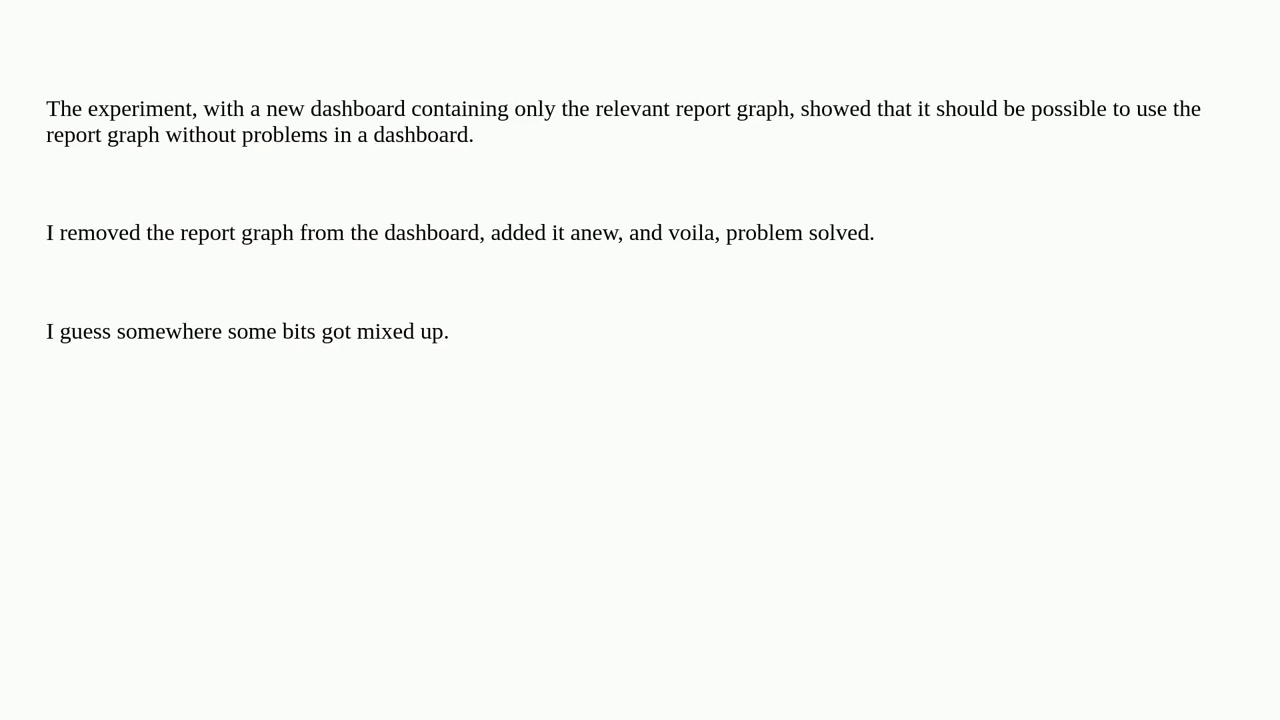 The experiment, with a new dashboard containing only the relevant report graph, showed that it should be possible to use the
report graph without problems in a dashboard.
I removed the report graph from the dashboard, added it anew, and voila, problem solved.
I guess somewhere some bits got mixed up.